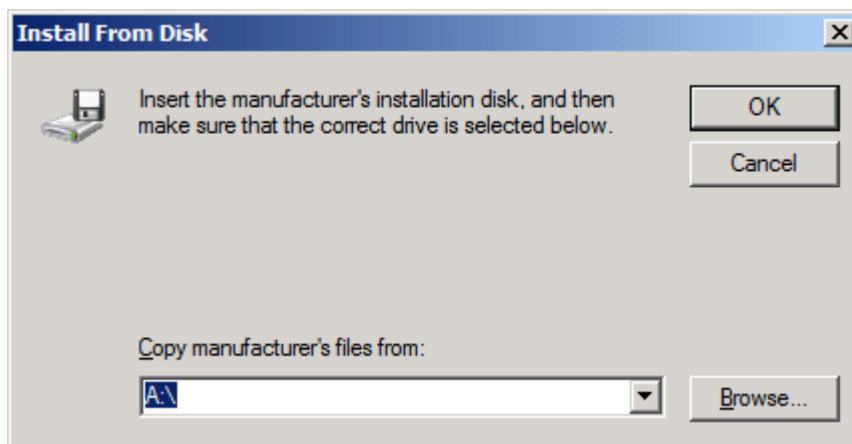 Install From Disk
Insert the manufacturer's installation disk, and then
make sure that the correct drive is selected below.
OK
Cancel
Copy manufacturer's files from:
A:\
Browse...